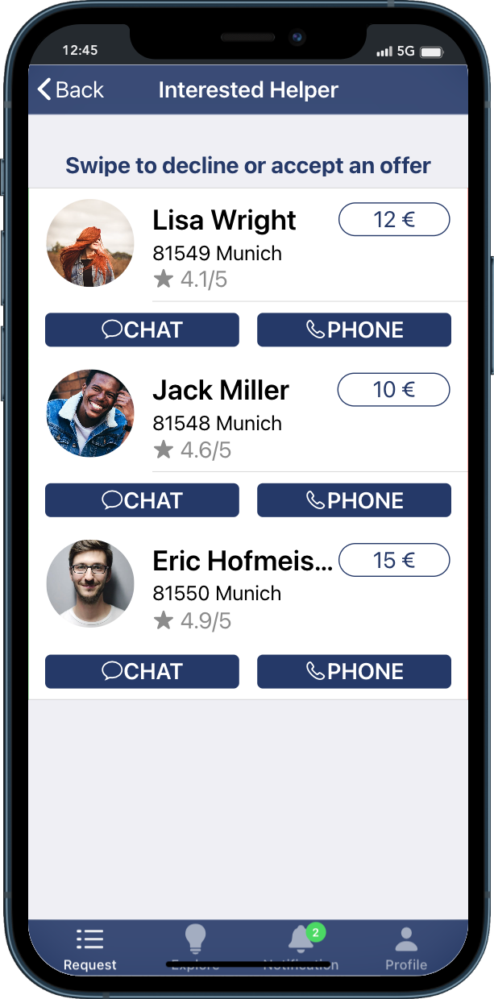 12:45
5G
Back
Interested Helper
Swipe to decline or accept an offer
Lisa Wright
12 €
81549 Munich
4.1/5
CHAT
PHONE
Jack Miller
10 €
81548 Munich
4.6/5
CHAT
PHONE
Eric Hofmeis...
15 €
81550 Munich
4.9/5
CHAT
PHONE
2
Request
Explore
Notification
Profile